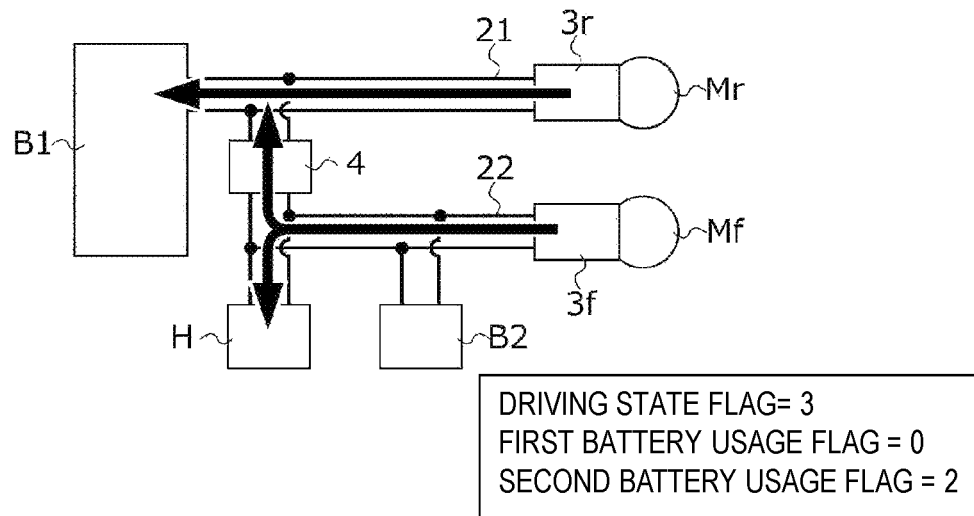 21
3r
Mr
B1
4
22
Mf
3f
H
B2
DRIVING STATE FLAG= 3
FIRST BATTERY USAGE FLAG = 0
SECOND BATTERY USAGE FLAG = 2